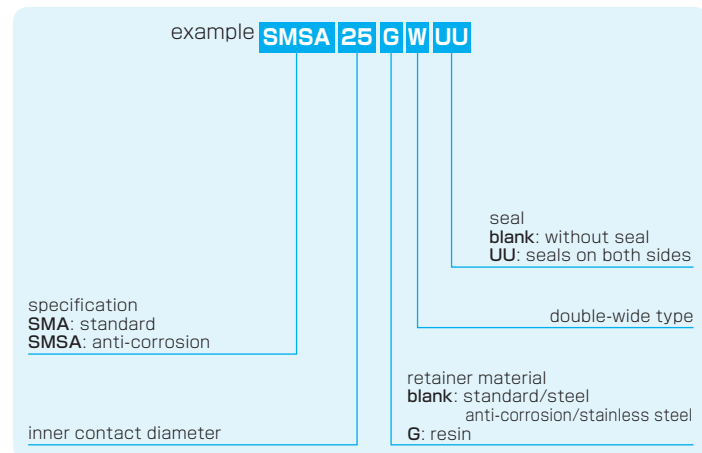 example SMSA 25 G W UU
seal
blank: without seal
UU: seals on both sides
double-wide type
specification
SMA: standard
SMSA: anti-corrosion
retainer material
blank: standard/steel
anti-corrosion/stainless steel
G: resin
inner contact diameter